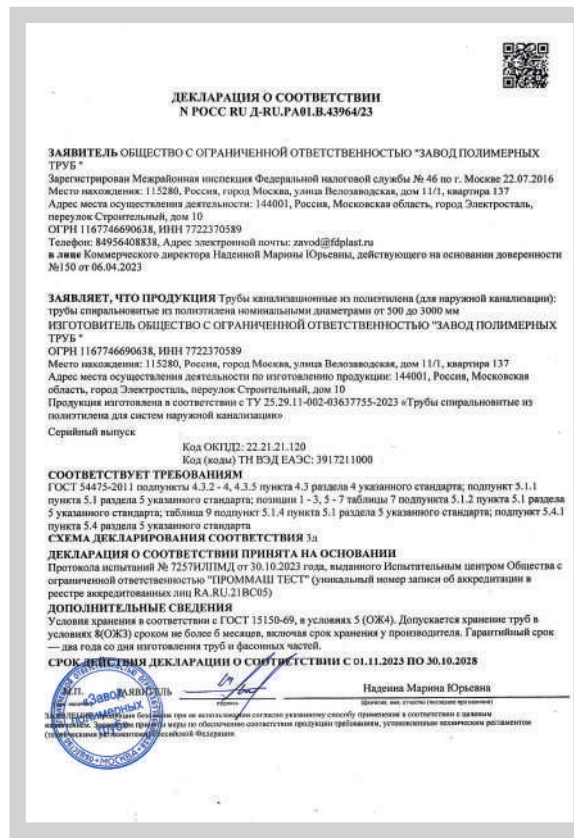 ДЕКЛАРАЦИЯ О СООТВЕТСТВИИ
N РОСС RU Д-RU.РА01.В.43964/23
ЗАЯВИТЕЛЬ ОБЩЕСТВО С ОГРАНИЧЕННОЙ ОТВЕТСТВЕННОСТЬЮ "ЗАВОД ПОЛИМЕРНЫХ
ТРУБ "
Зарегистрирован Межрайонная инспекция Федеральной налоговой службы № 46 по г. Москве 22.07.2016
Место нахождения: 115280, Россия, город Москва, улица Велозаводская, дом 11/1, квартира 137
Адрес места осуществления деятельности: 144001, Россия, Московская область, город Электросталь,
переулок Строительный, дом 10
ОГРН 1167746690638, ИНН 7722370589
Телефон: 84956408838, Адрес электронной почты: zavod@fdplast.ru
в лице Коммерческого директора Наденной Марины Юрьевны, действующего на основании доверенности
№150 от 06.04.2023
ЗАЯВЛЯЕТ, ЧТО ПРОДУКЦИЯ Трубы канализационные из полиэтилена (для наружной канализации):
трубы спиральновитые из полиэтилена номинальными диаметрами от 500 до 3000 мм
ИЗГОТОВИТЕЛЬ ОБЩЕСТВО С ОГРАНИЧЕННОЙ ОТВЕТСТВЕННОСТЬЮ "ЗАВОД ПОЛИМЕРНЫХ
ТРУБ "
ОГРН 1167746690638, ИНН 7722370589
Место нахождения: 115280, Россия, город Москва, улица Велозаводская, дом 11/1, квартира 137
Адрес места осуществления деятельности по изготовлению продукции: 144001, Россия, Московская
область, город Электросталь, переулок Строительный, дом 10
Продукция изготовлена в соответствии с ТУ 25.29.11-002-03637755-2023 «Трубы спиральновитые из
полиэтилена для систем наружной канализации»
Серийный выпуск
Код ОКПД2: 22.21.21.120
Код (коды) ТН ВЭД ЕАЭС: 3917211000
СООТВЕТСТВУЕТ ТРЕБОВАНИЯМ
ГОСТ 54475-2011 подпункты 4.3.2 - 4, 4.3.5 пункта 4.3 раздела 4 указанного стандарта; подпункт 5.1.1
пункта 5.1 раздела 5 указанного стандарта; позиции 1 - 3, 5 - 7 таблицы 7 подпункта 5.1.2 пункта 5.1 раздела
5 указанного стандарта; таблица 9 подпункт 5.1.4 пункта 5.1 раздела 5 указанного стандарта; подпункт 5.4.1
пункта 5.4 раздела 5 указанного стандарта
СХЕМА ДЕКЛАРИРОВАНИЯ СООТВЕТСТВИЯ 3д
ДЕКЛАРАЦИЯ О СООТВЕТСТВИИ ПРИНЯТА НА ОСНОВАНИИ
Протокола испытаний № 7257ИЛПМД от 30.10.2023 года, выданного Испытательным центром Общества с
ограниченной ответственностью "ПРОММАШ ТЕСТ" (уникальный номер записи об аккредитации в
реестре аккредитованных лиц RA.RU.21ВС05)
ДОПОЛНИТЕЛЬНЫЕ СВЕДЕНИЯ
Условия хранения в соответствии с ГОСТ 15150-69, в условиях 5 (ОЖ4). Допускается хранение труб в
условиях 8(ОЖ3) сроком не более 6 месяцев, включая срок хранения у производителя. Гарантийный срок
— два года со дня изготовления труб и фасонных частей.
СРОК ДЕЙСТВИЯ ДЕКЛАРАЦИИ О СООТВЕТСТВИИ С 01.11.2023 ПО 30.10.2028
М.П. ЗАЯВИТЕЛЬ Наденна Марина Юрьевна
подпись
«Завод полимерных труб»
МОСКВА